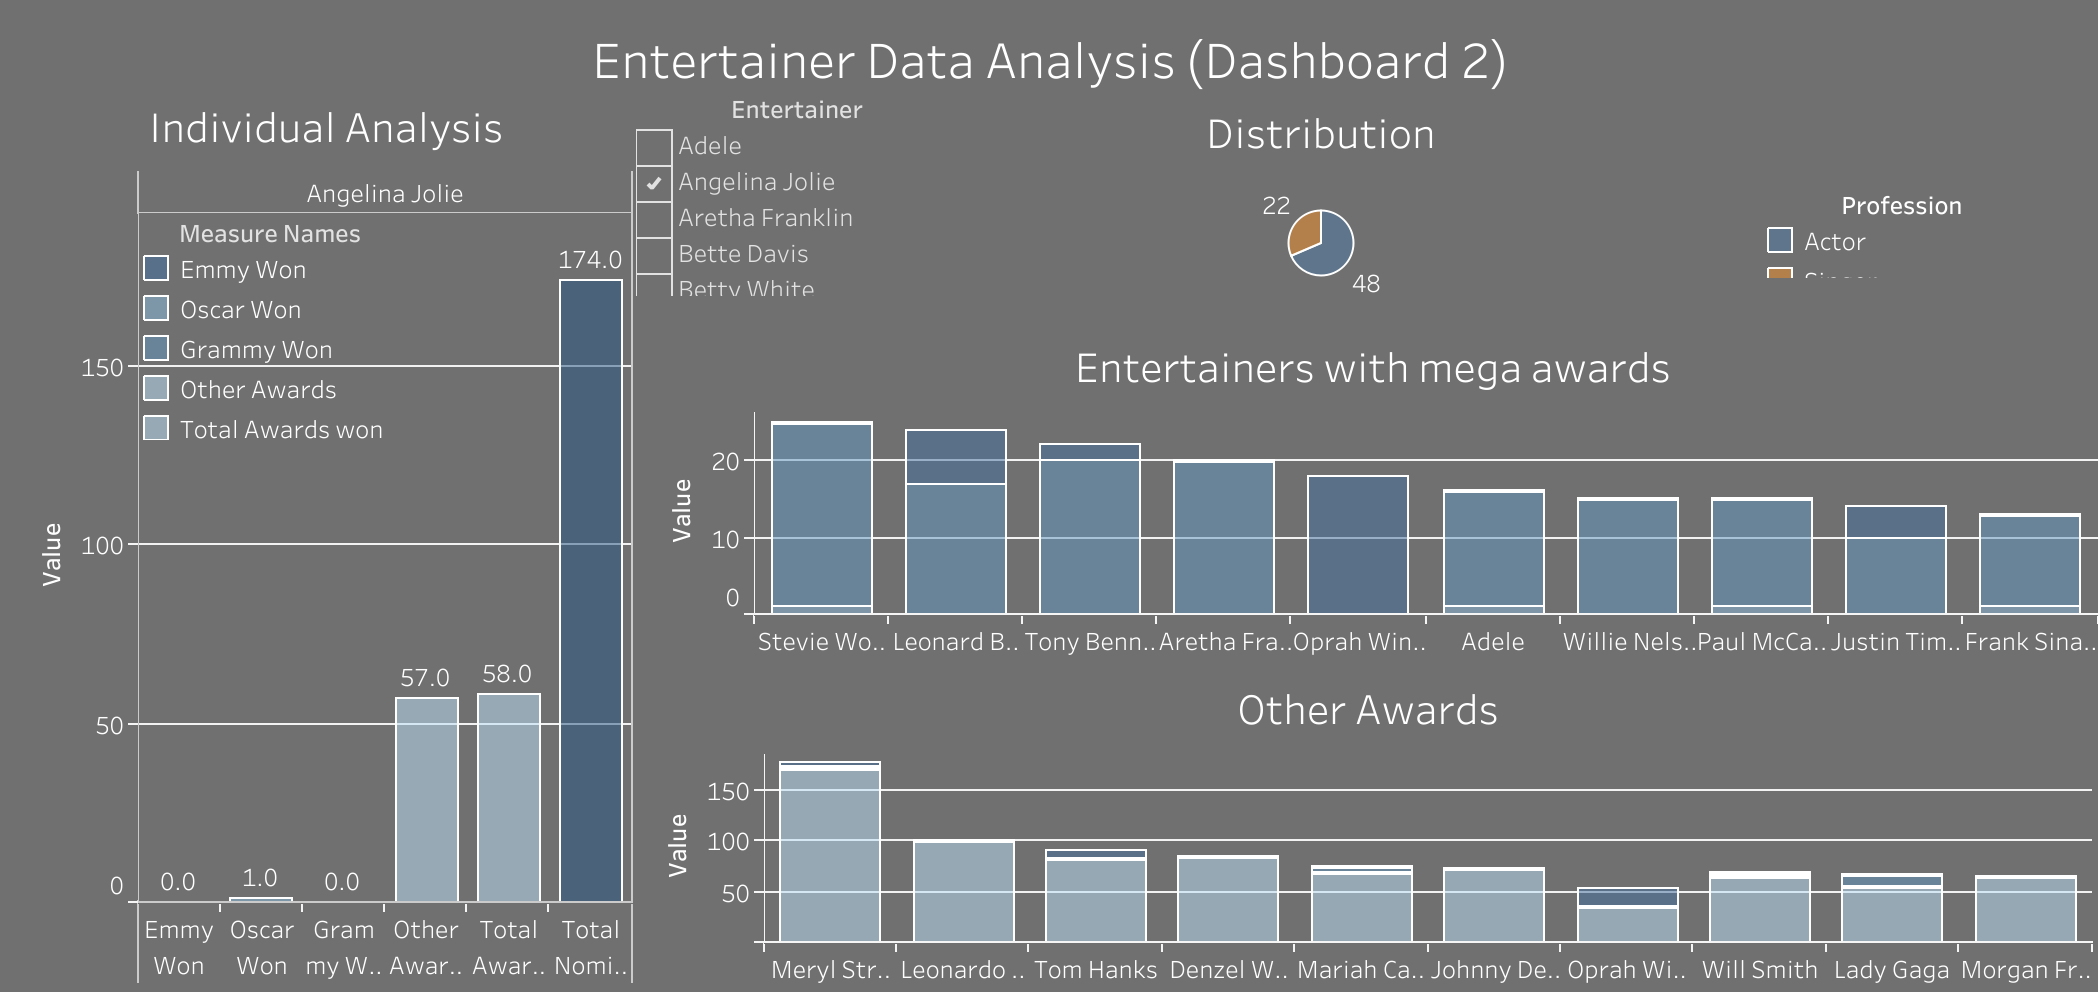 Entertainer Data Analysis (Dashboard 2)
Individual Analysis
Angelina Jolie
Measure Names
Emmy Won
Oscar Won
Grammy Won
Other Awards
Total Awards won
Value
150
100
50
0
0.0
1.0
0.0
57.0
58.0
174.0
Emmy Won
Oscar Won
Gram my W..
Other Awar..
Total Awar..
Total Nomi..
Entertainer
Adele
Angelina Jolie
Aretha Franklin
Bette Davis
Betty White
Distribution
22
48
Profession
Actor
Singer
Entertainers with mega awards
Value
20
10
0
Stevie Wo..
Leonard B..
Tony Benn..
Aretha Fra..
Oprah Win..
Adele
Willie Nels..
Paul McCa..
Justin Tim..
Frank Sina..
Other Awards
Value
150
100
50
Meryl Str..
Leonardo ..
Tom Hanks
Denzel W..
Mariah Ca..
Johnny De..
Oprah Wi..
Will Smith
Lady Gaga
Morgan Fr..